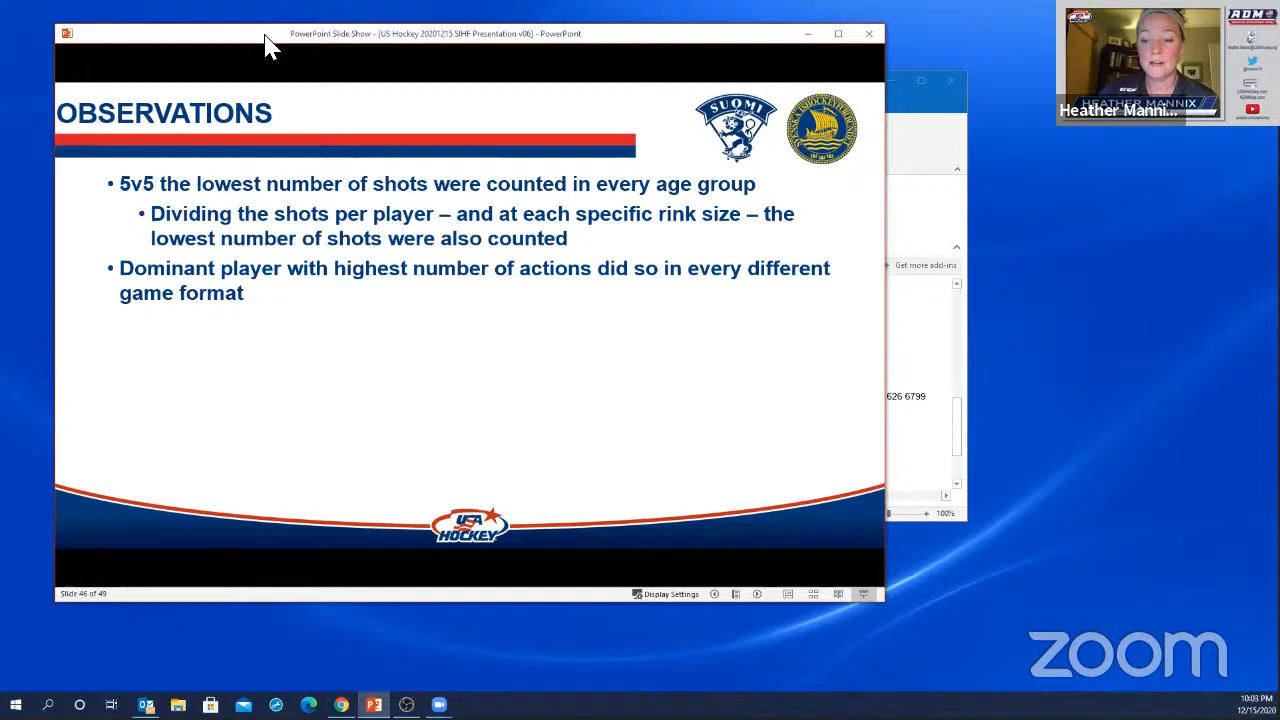 PowerPoint Slide Show - [US Hockey 20201215 SIHF Presentation v06] - PowerPoint
OBSERVATIONS
SUOMI
• 5v5 the lowest number of shots were counted in every age group
• Dividing the shots per player – and at each specific rink size – the
lowest number of shots were also counted
• Dominant player with highest number of actions did so in every different
game format
USA
HOCKEY
Slide 46 of 49
Display Settings
Get more add-ins
626 6799
100%
ADM
HEATHER MANNIX
Heather Manni...
zoom
10:03 PM
12/15/2020